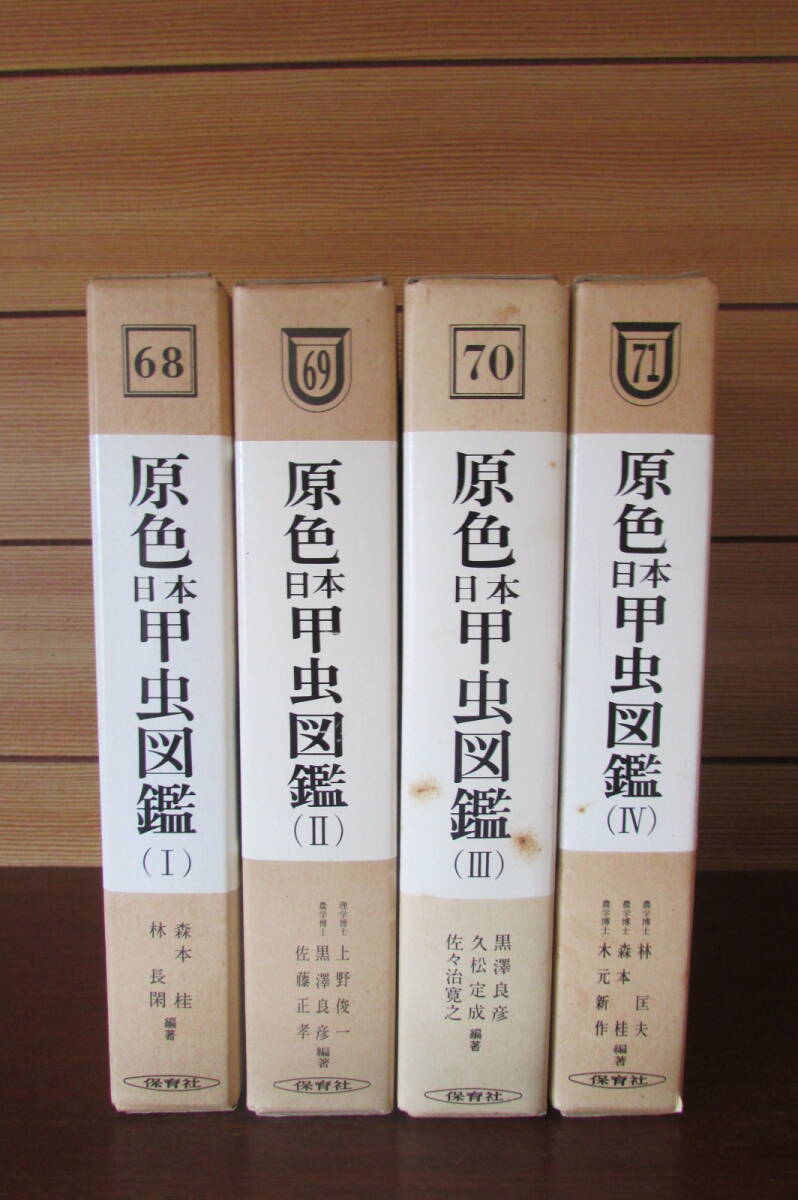 68
原色日本甲虫図鑑(Ⅰ)
森本桂
林長閑
編著
保育社
69
原色日本甲虫図鑑(Ⅱ)
理学博士 上野俊一
農学博士 黒澤良彦
佐藤正孝
編著
保育社
70
原色日本甲虫図鑑(Ⅲ)
黒澤良彦
久松定成
佐々治寛之
編著
保育社
71
原色日本甲虫図鑑(Ⅳ)
農学博士 林匡夫
農学博士 森本桂
農学博士 木元新作
編著
保育社